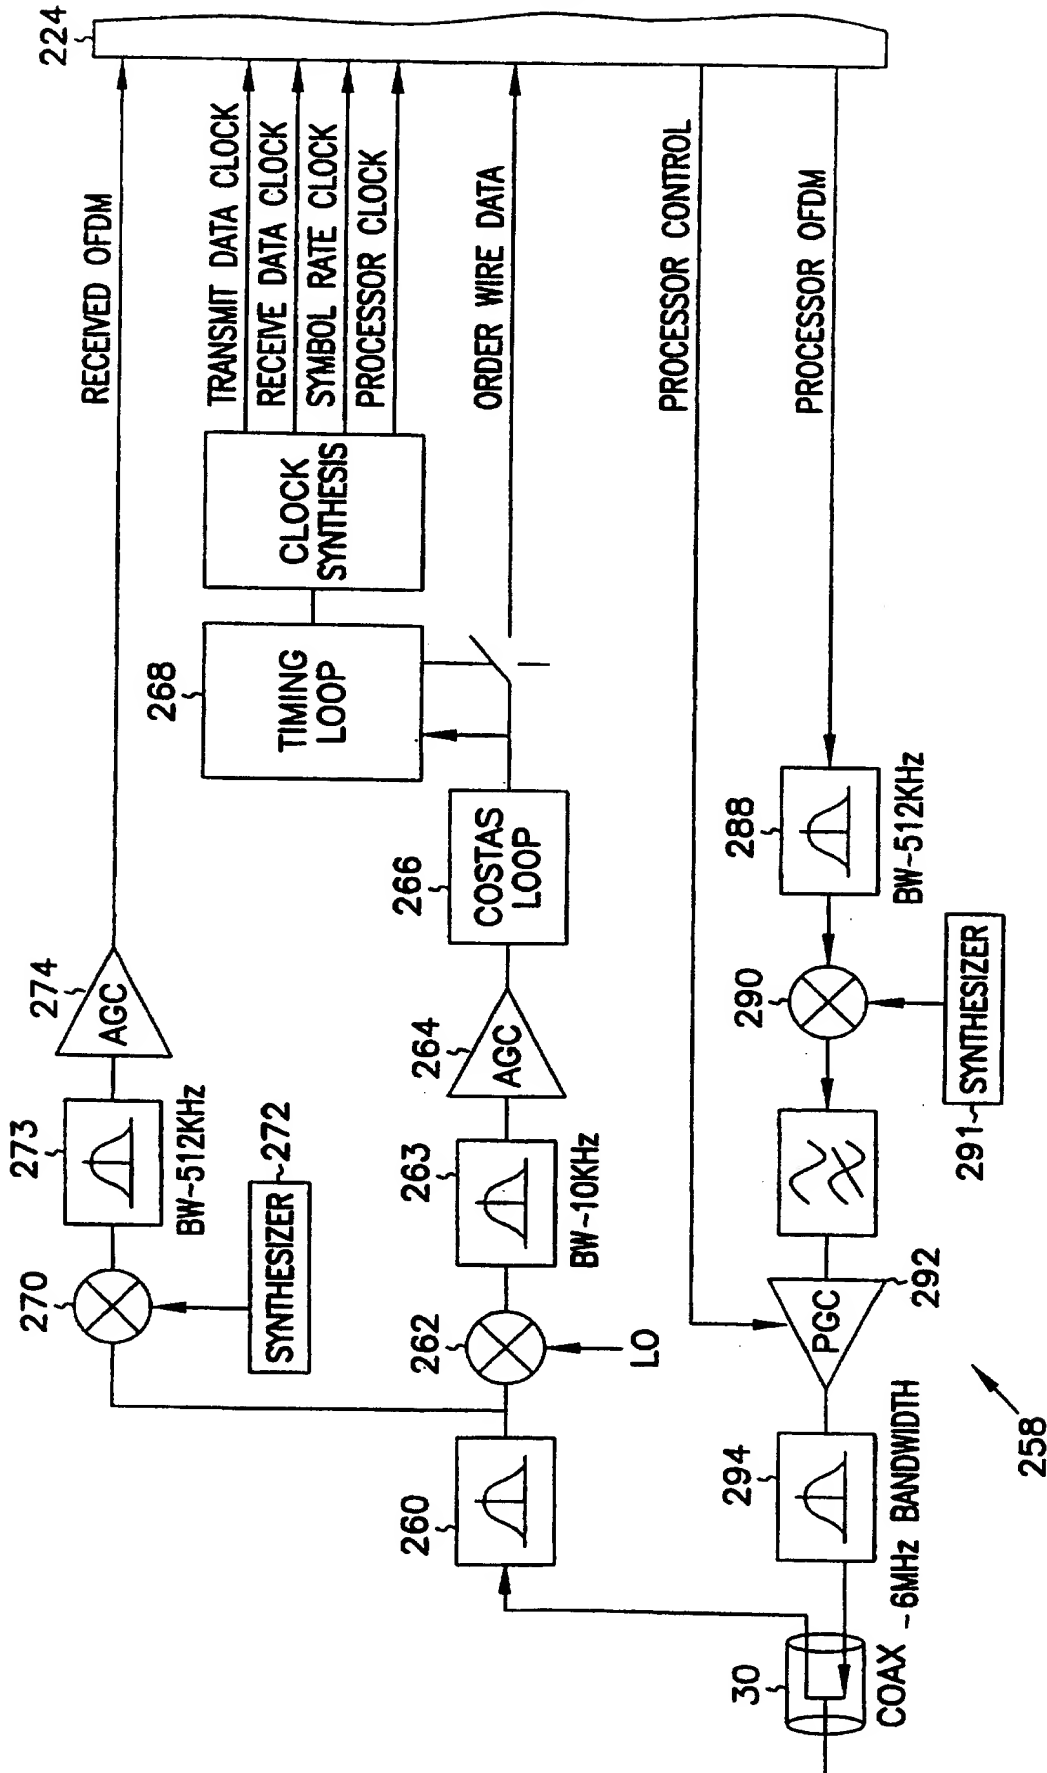 224
RECEIVED OFDM
TRANSMIT DATA CLOCK
RECEIVE DATA CLOCK
SYMBOL RATE CLOCK
PROCESSOR CLOCK
ORDER WIRE DATA
PROCESSOR CONTROL
PROCESSOR OFDM
CLOCK
SYNTHESIS
268
TIMING
LOOP
274
AGC
273
BW~512KHz
270
SYNTHESIZER
272
266
COSTAS
LOOP
264
AGC
263
BW~10KHz
262
LO
260
288
BW~512KHz
290
SYNTHESIZER
291
292
PGC
294
~6MHz BANDWIDTH
30
COAX
258